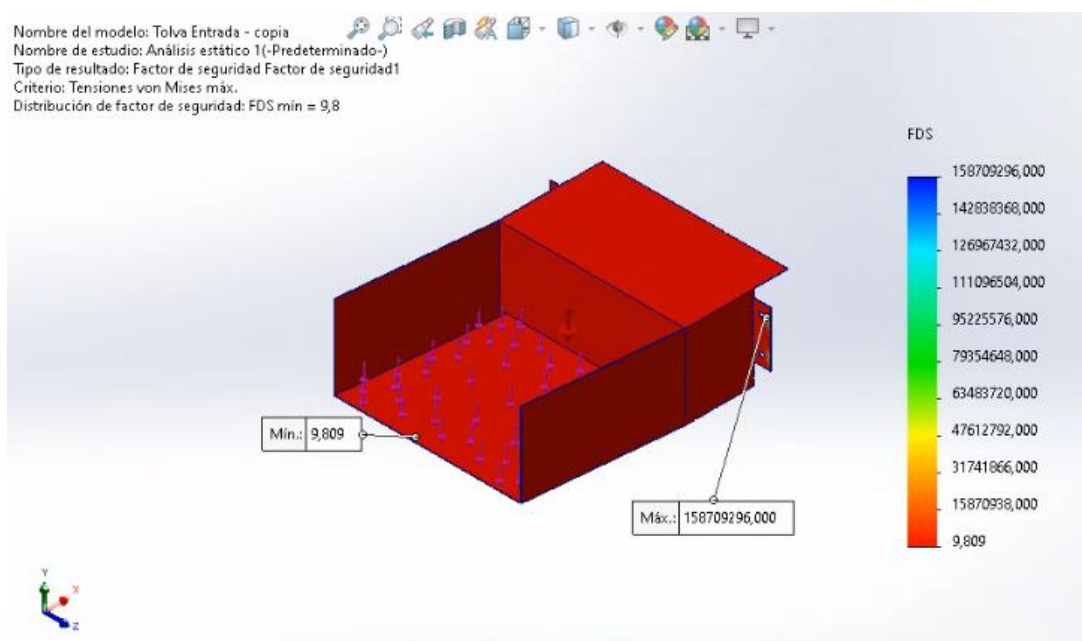 Nombre del modelo: Tolva Entrada - copia
Nombre de estudio: Análisis estático 1(-Predeterminado-)
Tipo de resultado: Factor de seguridad Factor de seguridad1
Criterio: Tensiones von Mises máx.
Distribución de factor de seguridad: FDS mín = 9,8
FDS
158709296,000
142838368,000
126967432,000
111096504,000
95225576,000
79354648,000
63483720,000
47612792,000
31741866,000
15870938,000
9,809
Mín.: 9,809
Máx.: 158709296,000
Y
X
Z